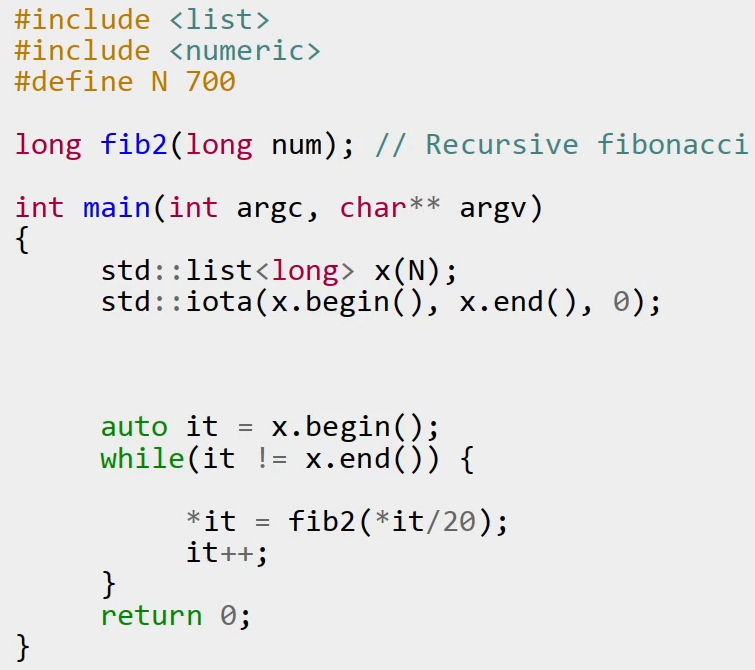 #include <list>
#include <numeric>
#define N 700
long fib2(long num); // Recursive fibonacci
int main(int argc, char** argv)
{
std::list<long> x(N);
std::iota(x.begin(), x.end(), 0);
auto it = x.begin();
while(it != x.end()) {
*it = fib2(*it/20);
it++;
}
return 0;
}